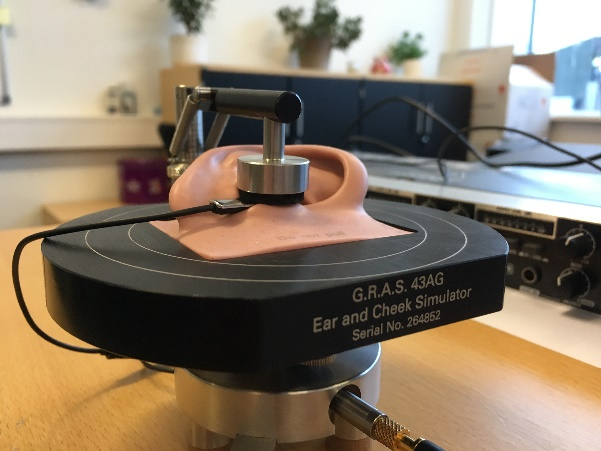 G.R.A.S. 43AG
Ear and Cheek Simulator
Serial No. 264852